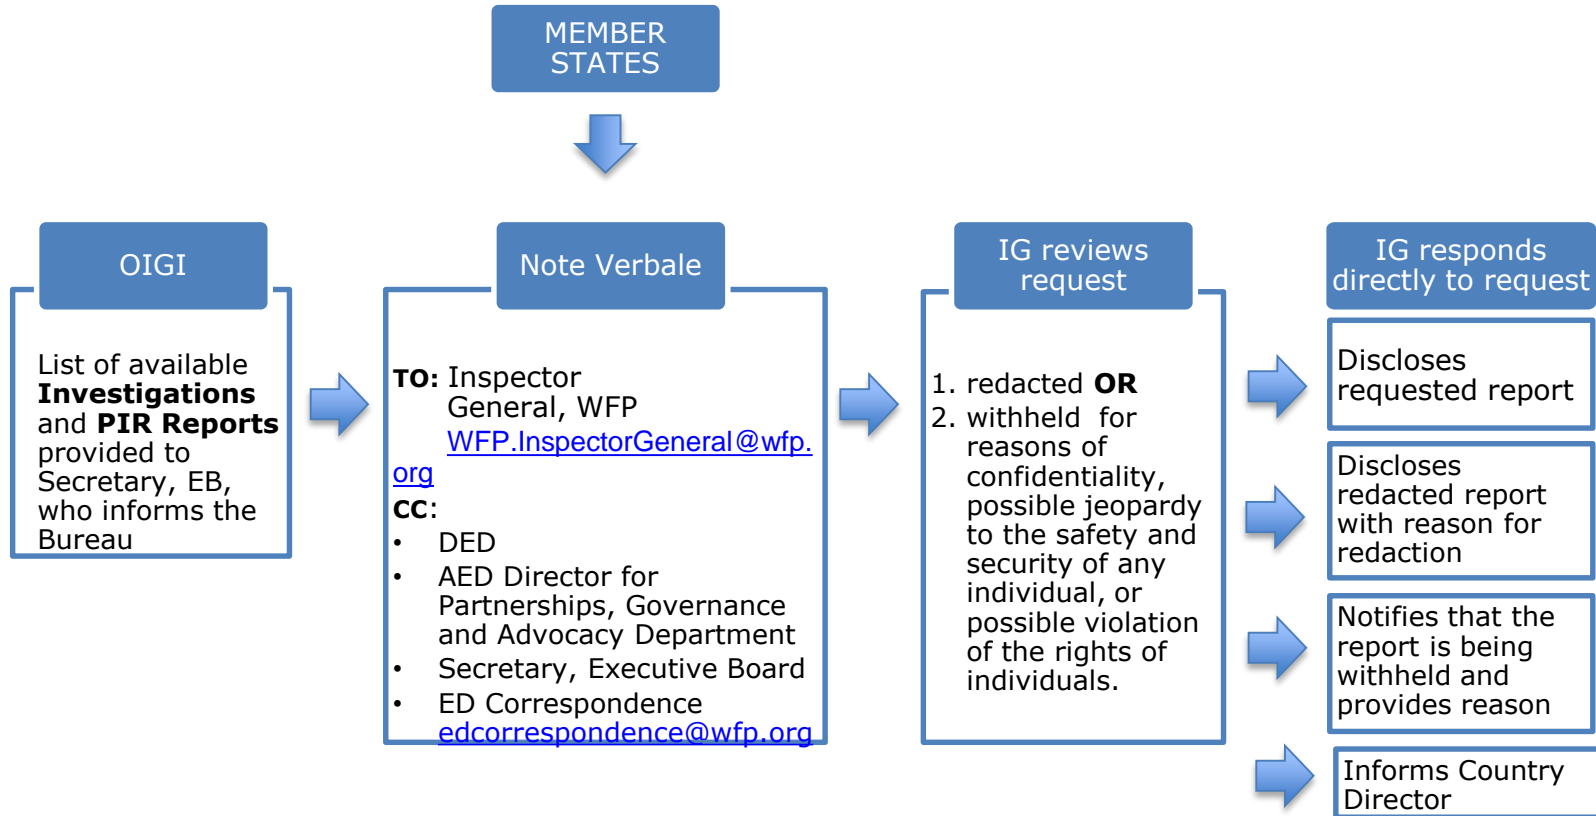 MEMBER
STATES
OIGI
List of available
Investigations
and PIR Reports
provided to
Secretary, EB,
who informs the
Bureau
Note Verbale
TO: Inspector
General, WFP
WFP.InspectorGeneral@wfp.
org
CC:
• DED
• AED Director for
Partnerships, Governance
and Advocacy Department
• Secretary, Executive Board
• ED Correspondence
edcorrespondence@wfp.org
IG reviews
request
1. redacted OR
2. withheld for
reasons of
confidentiality,
possible jeopardy
to the safety and
security of any
individual, or
possible violation
of the rights of
individuals.
IG responds
directly to request
Discloses
requested report
Discloses
redacted report
with reason for
redaction
Notifies that the
report is being
withheld and
provides reason
Informs Country
Director